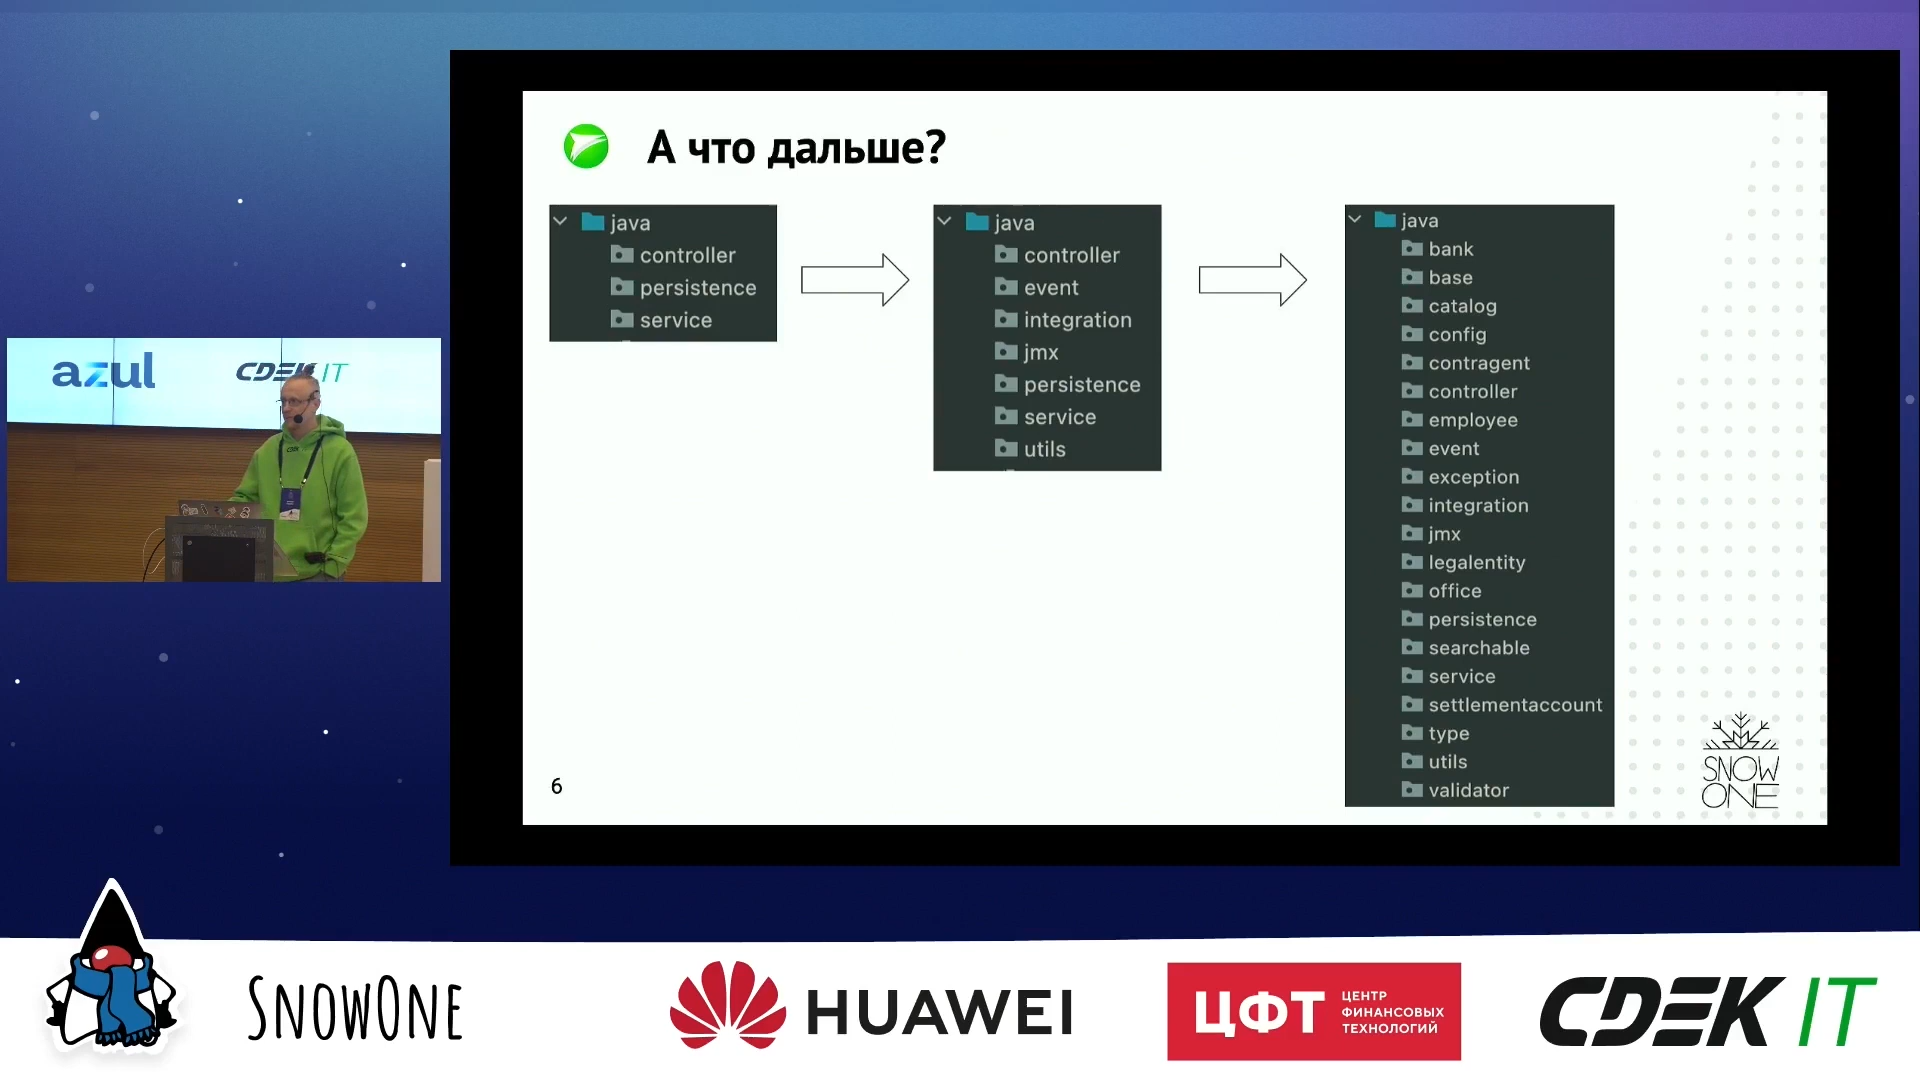 А что дальше?
java
controller
persistence
service
java
controller
event
integration
jmx
persistence
service
utils
java
bank
base
catalog
config
contragent
controller
employee
event
exception
integration
jmx
legalentity
office
persistence
searchable
service
settlementaccount
type
utils
validator
6
SNOW
ONE
azul
CDEK IT
SNOWONE
HUAWEI
ЦФТ
ЦЕНТР
ФИНАНСОВЫХ
ТЕХНОЛОГИЙ
CDEK IT